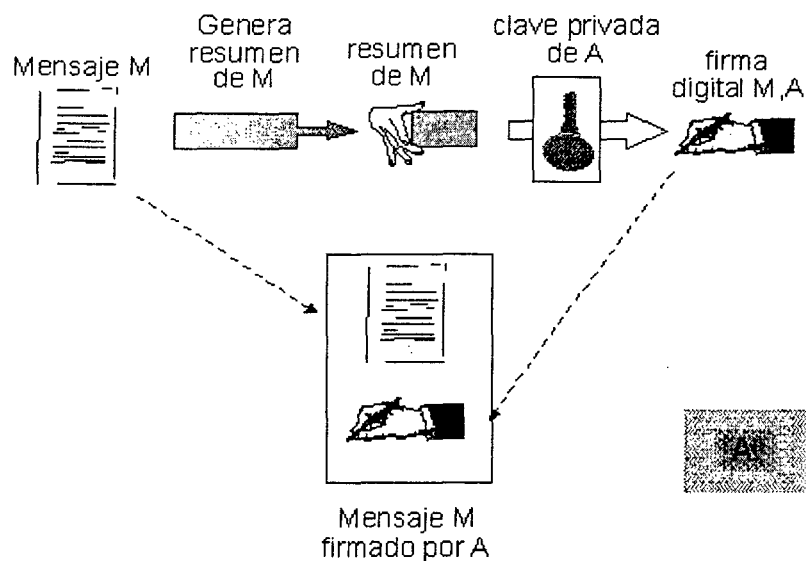 Mensaje M
Genera
resumen
de M
resumen
de M
clave privada
de A
firma
digital M,A
Mensaje M
firmado por A